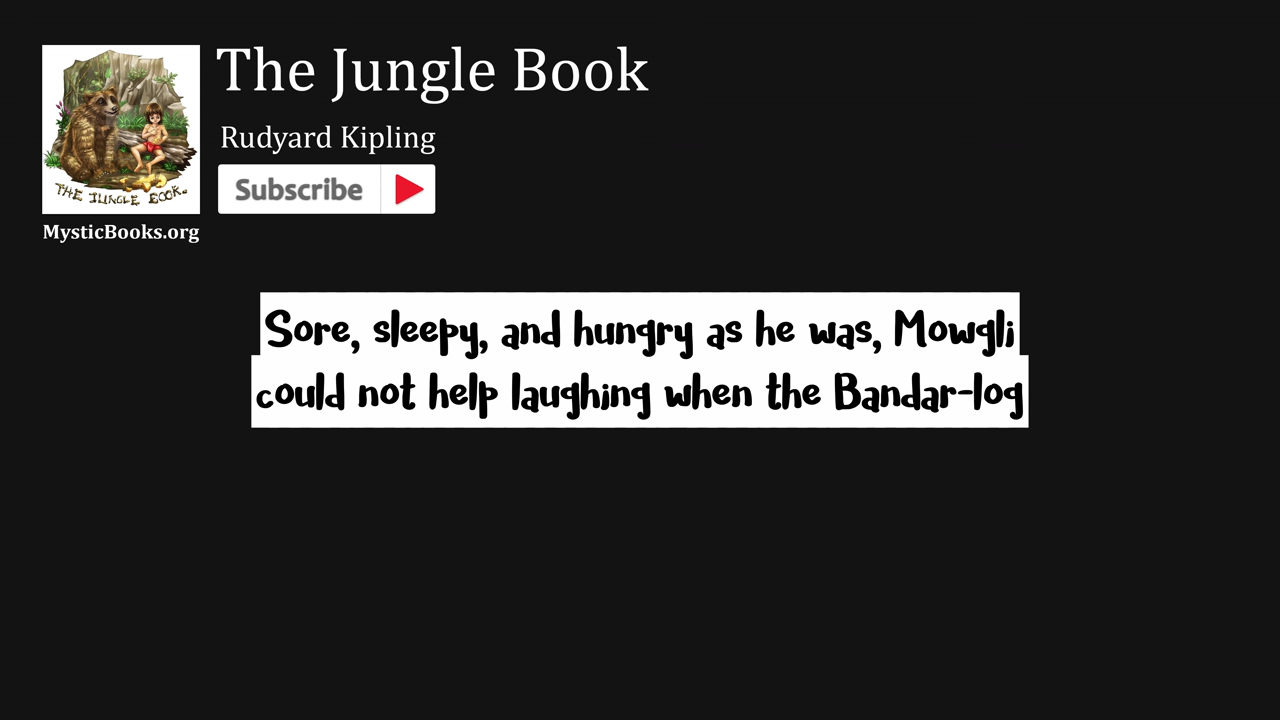 The Jungle Book
Rudyard Kipling
Subscribe
THE JUNGLE BOOK.
MysticBooks.org
Sore, sleepy, and hungry as he was, Mowgli
could not help laughing when the Bandar-log